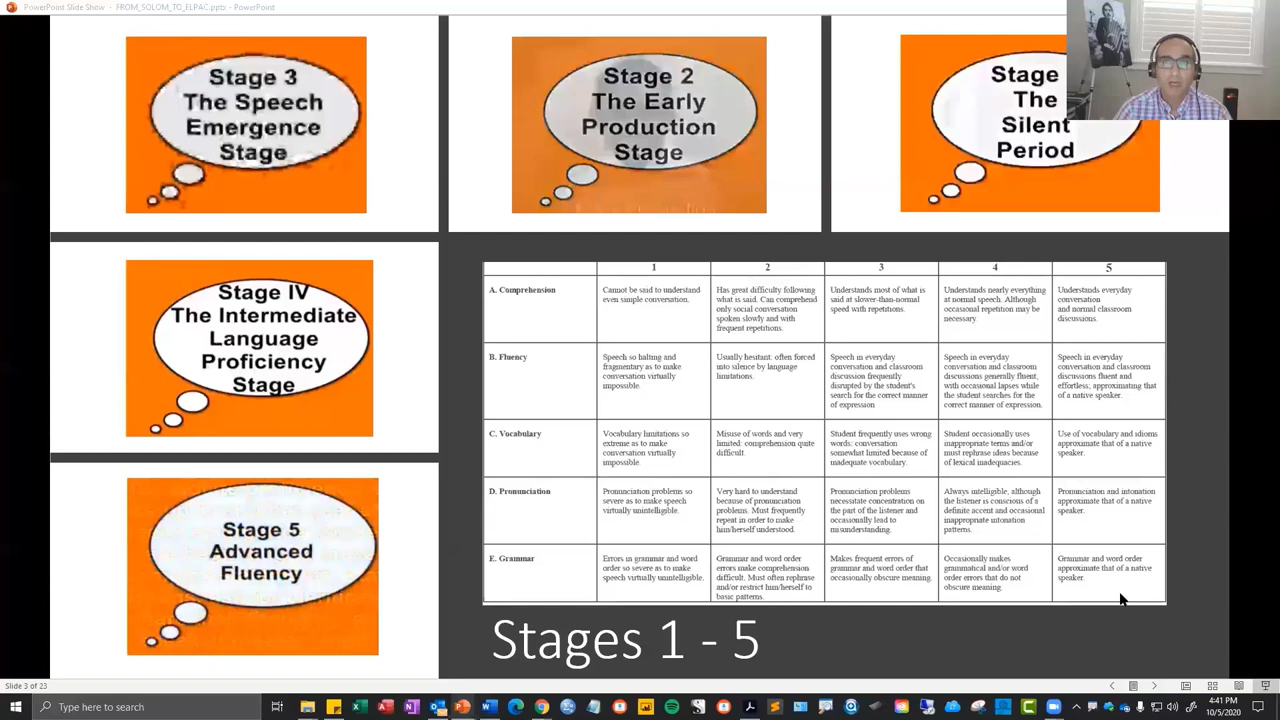 PowerPoint Slide Show - FROM_SOLOM_TO_ELPAC.pptx - PowerPoint
Stage 3
The Speech
Emergence
Stage
Stage 2
The Early
Production
Stage
Stage
The
Silent
Period
Stage IV
The Intermediate
Language
Proficiency
Stage
Stage 5
Advanced
Fluency
1 2 3 4 5
A. Comprehension
Cannot be said to understand
even simple conversation.
Has great difficulty following
what is said. Can comprehend
only social conversation
spoken slowly and with
frequent repetitions.
Understands most of what is
said at slower-than-normal
speed with repetitions.
Understands nearly everything
at normal speech. Although
occasional repetition may be
necessary.
Understands everyday
conversation
and normal classroom
discussions.
B. Fluency
Speech so halting and
fragmentary as to make
conversation virtually
impossible.
Usually hesitant: often forced
into silence by language
limitations.
Speech in everyday
conversation and classroom
discussion frequently
disrupted by the student's
search for the correct manner
of expression
Speech in everyday
conversation and classroom
discussions generally fluent,
with occasional lapses while
the student searches for the
correct manner of expression.
Speech in everyday
conversation and classroom
discussions fluent and
effortless; approximating that
of a native speaker.
C. Vocabulary
Vocabulary limitations so
extreme as to make
conversation virtually
impossible.
Misuse of words and very
limited: comprehension quite
difficult.
Student frequently uses wrong
words: conversation
somewhat limited because of
inadequate vocabulary.
Student occasionally uses
inappropriate terms and/or
must rephrase ideas because
of lexical inadequacies.
Use of vocabulary and idioms
approximate that of a native
speaker.
D. Pronunciation
Pronunciation problems so
severe as to make speech
virtually unintelligible.
Very hard to understand
because of pronunciation
problems. Must frequently
repeat in order to make
him/herself understood.
Pronunciation problems
necessitate concentration on
the part of the listener and
occasionally lead to
misunderstanding.
Always intelligible, although
the listener is conscious of a
definite accent and occasional
inappropriate intonation
patterns.
Pronunciation and intonation
approximate that of a native
speaker.
E. Grammar
Errors in grammar and word
order so severe as to make
speech virtually unintelligible.
Grammar and word order
errors make comprehension
difficult. Must often rephrase
and/or restrict him/herself to
basic patterns.
Makes frequent errors of
grammar and word order that
occasionally obscure meaning.
Occasionally makes
grammatical and/or word
order errors that do not
obscure meaning.
Grammar and word order
approximate that of a native
speaker.
Stages 1 - 5
Slide 3 of 23
Type here to search
4:41 PM
10/5/2020